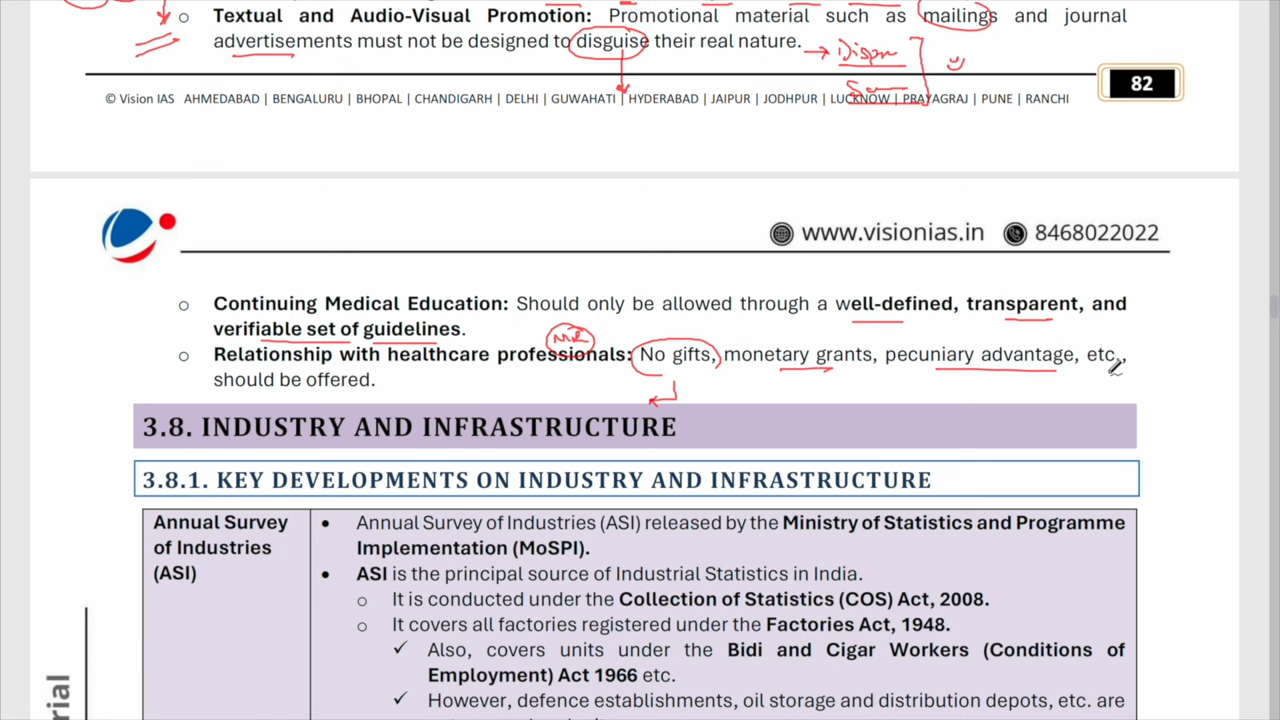 ○ Textual and Audio-Visual Promotion: Promotional material such as mailings and journal
advertisements must not be designed to disguise their real nature.
© Vision IAS AHMEDABAD | BENGALURU | BHOPAL | CHANDIGARH | DELHI | GUWAHATI | HYDERABAD | JAIPUR | JODHPUR | LUCKNOW | PRAYAGRAJ | PUNE | RANCHI
82
www.visionias.in 8468022022
○ Continuing Medical Education: Should only be allowed through a well-defined, transparent, and
verifiable set of guidelines.
MR
○ Relationship with healthcare professionals: No gifts, monetary grants, pecuniary advantage, etc.,
should be offered.
3.8. INDUSTRY AND INFRASTRUCTURE
3.8.1. KEY DEVELOPMENTS ON INDUSTRY AND INFRASTRUCTURE
Annual Survey
of Industries
(ASI)
• Annual Survey of Industries (ASI) released by the Ministry of Statistics and Programme
Implementation (MoSPI).
• ASI is the principal source of Industrial Statistics in India.
○ It is conducted under the Collection of Statistics (COS) Act, 2008.
○ It covers all factories registered under the Factories Act, 1948.
✓ Also, covers units under the Bidi and Cigar Workers (Conditions of
Employment) Act 1966 etc.
✓ However, defence establishments, oil storage and distribution depots, etc. are
rial